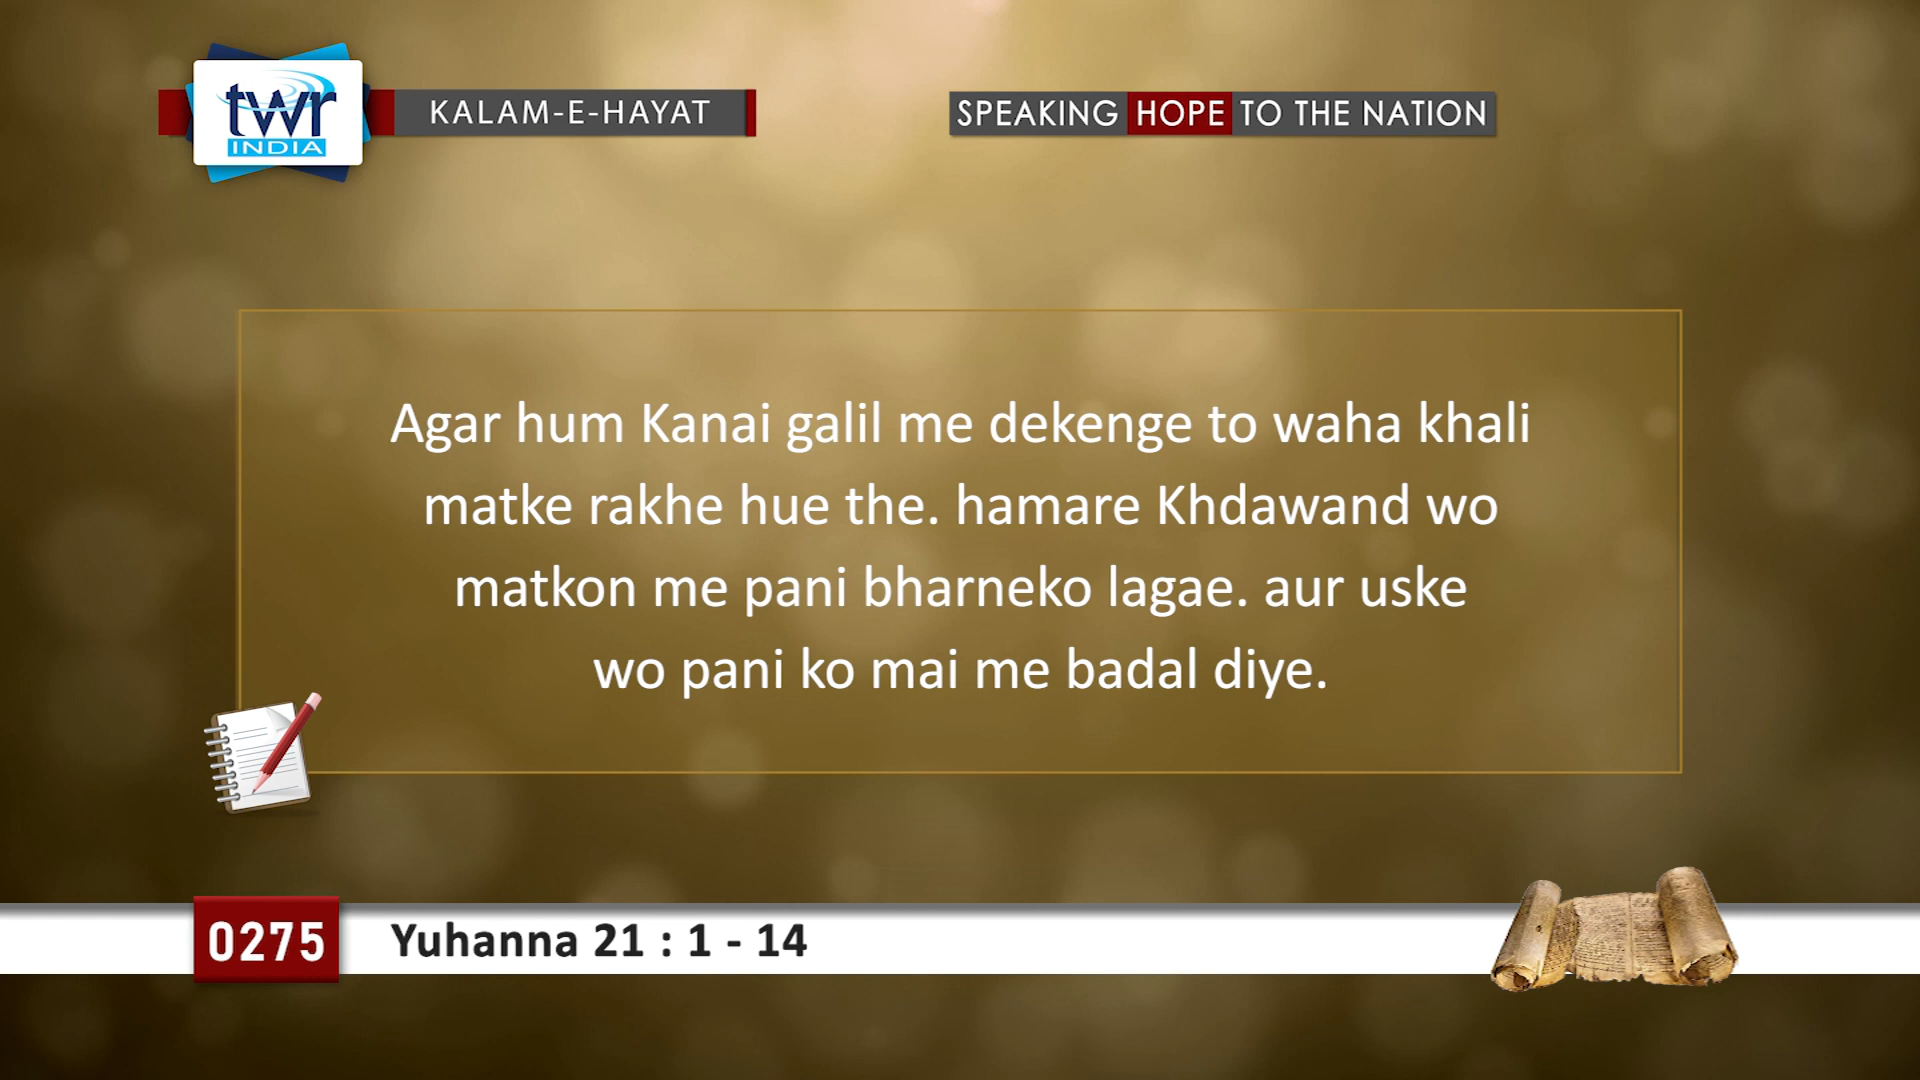 twr
INDIA
KALAM-E-HAYAT
SPEAKING HOPE TO THE NATION
Agar hum Kanai galil me dekenge to waha khali
matke rakhe hue the. hamare Khdawand wo
matkon me pani bharneko lagae. aur uske
wo pani ko mai me badal diye.
0275
Yuhanna 21 : 1 - 14